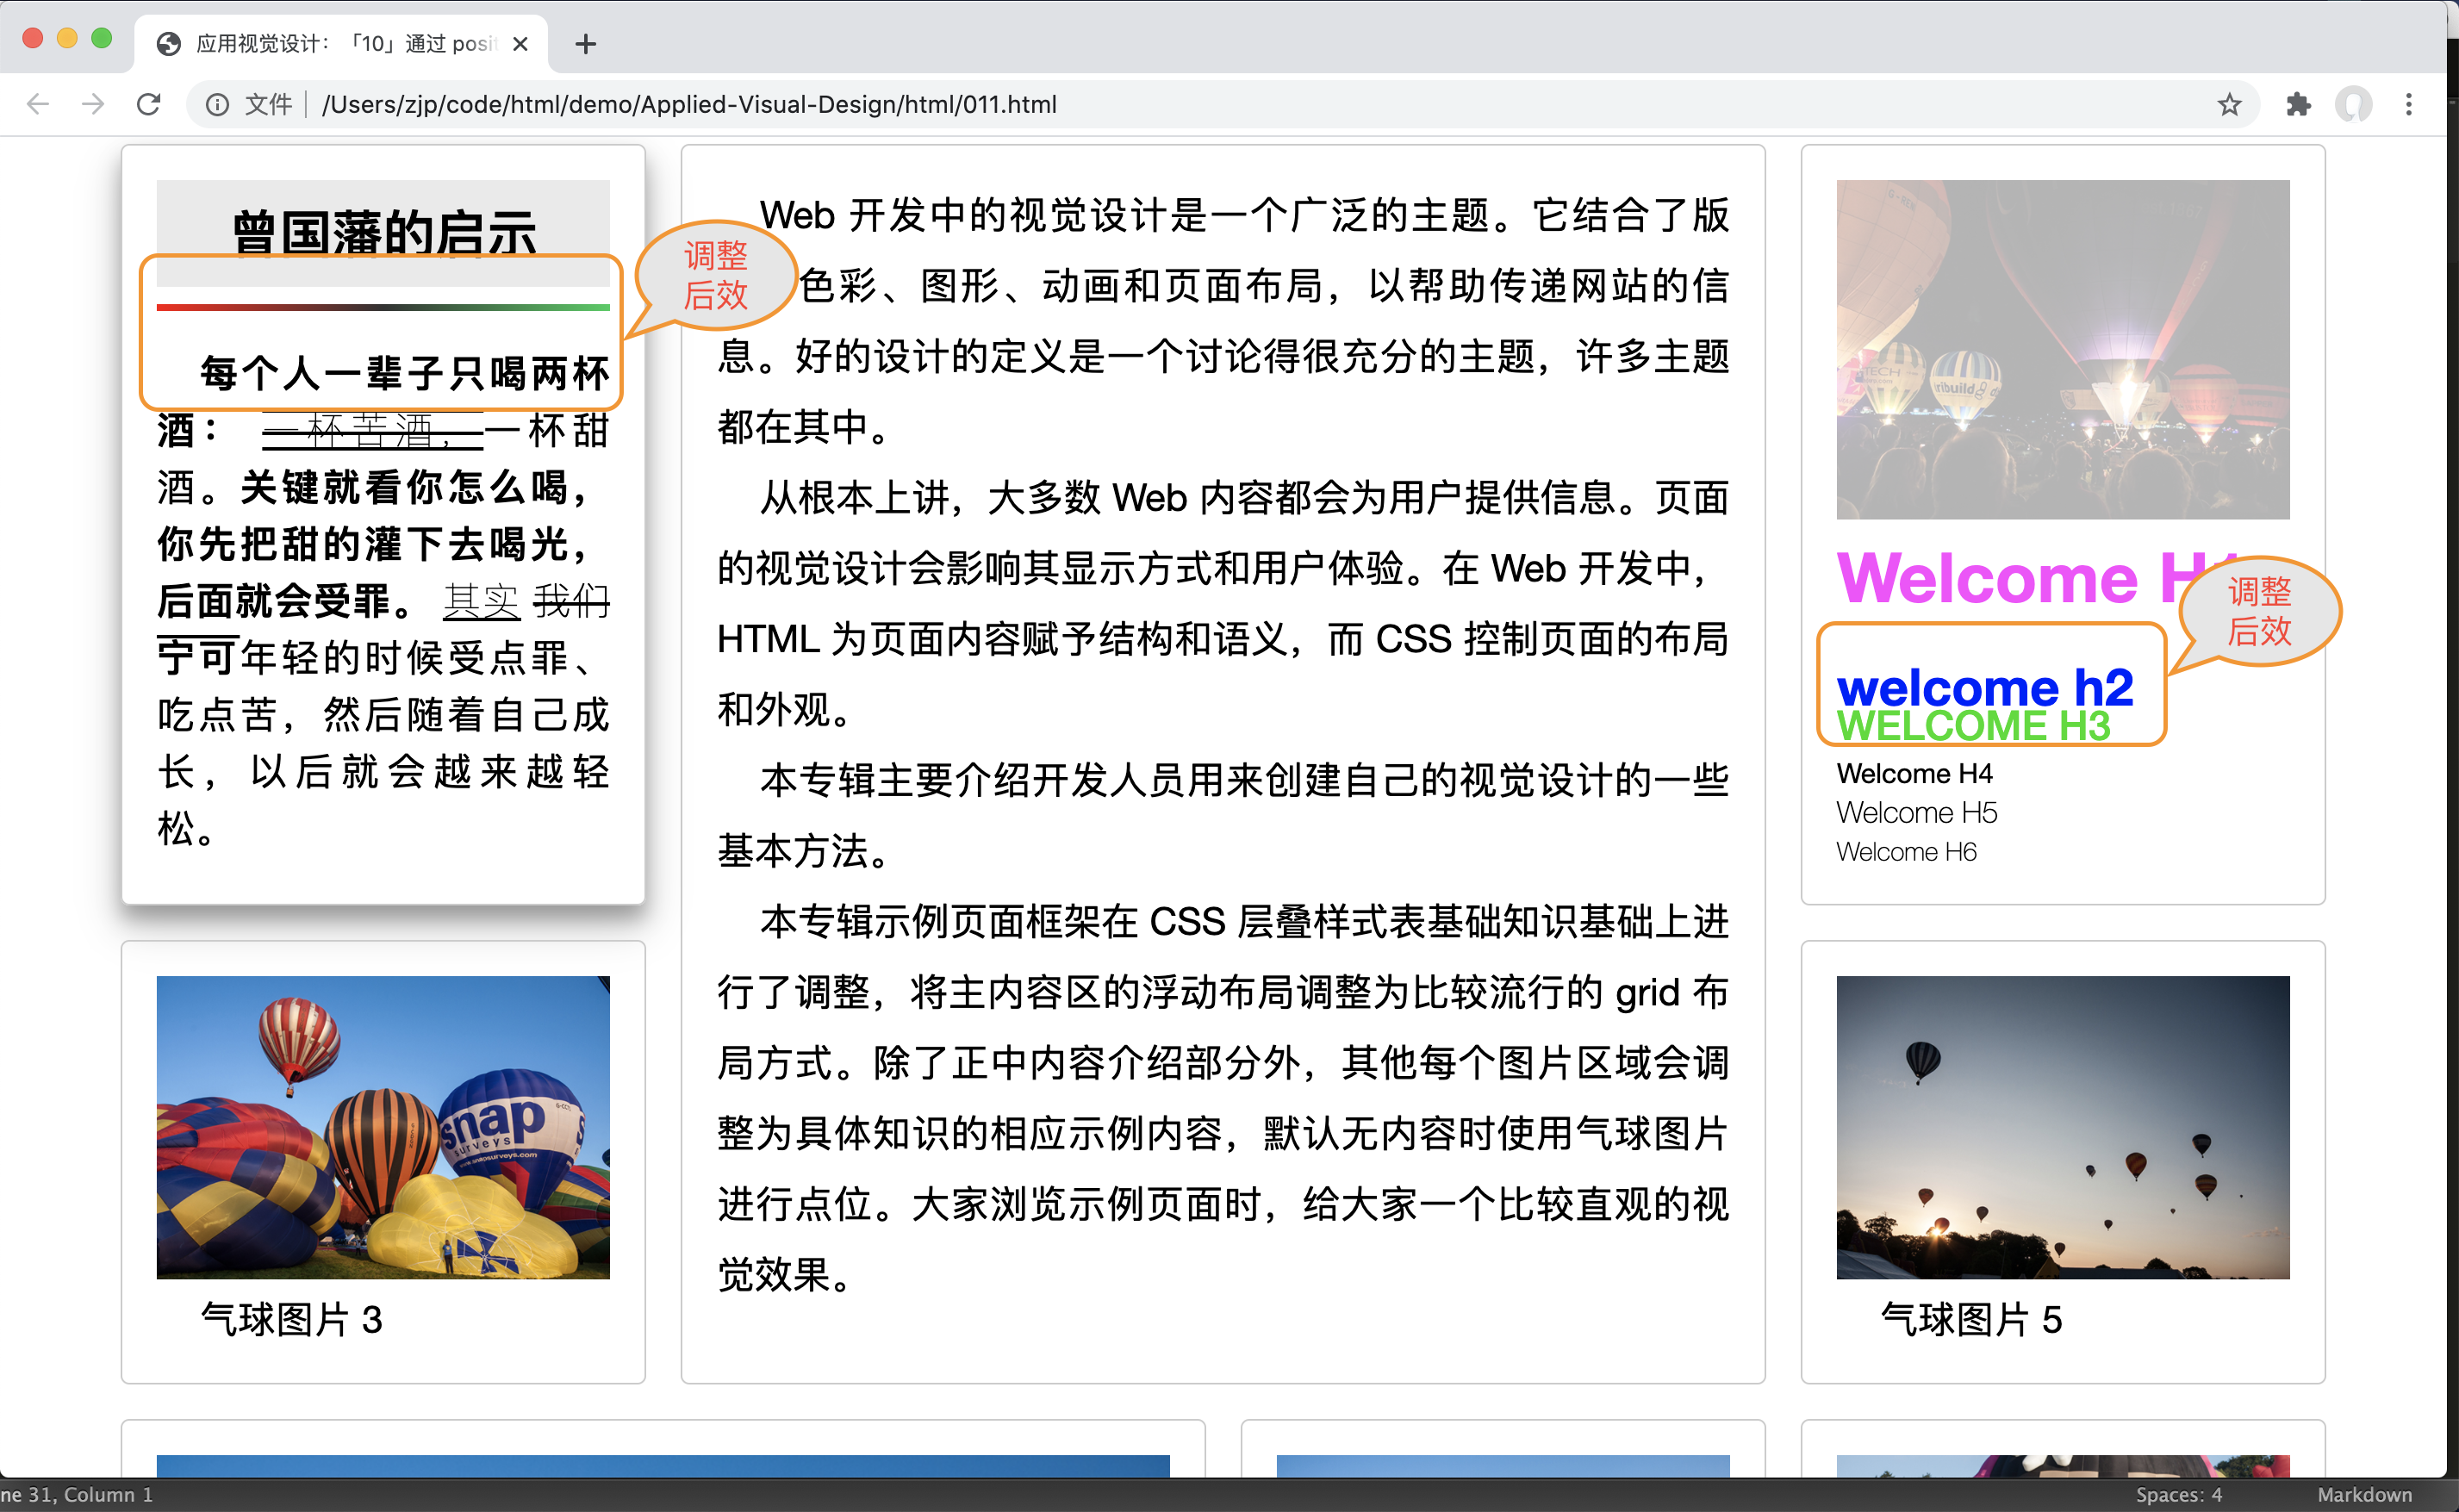 应用视觉设计：「10」通过 posit
文件
/Users/zjp/code/html/demo/Applied-Visual-Design/html/011.html
曾国藩的启示
每个人一辈子只喝两杯
酒： 一杯苦酒，一杯甜
酒。关键就看你怎么喝，
你先把甜的灌下去喝光，
后面就会受罪。 其实 我们
宁可年轻的时候受点罪、
吃点苦，然后随着自己成
长，以后就会越来越轻
松。
调整
后效
Web 开发中的视觉设计是一个广泛的主题。它结合了版
色彩、图形、动画和页面布局，以帮助传递网站的信
息。好的设计的定义是一个讨论得很充分的主题，许多主题
都在其中。
从根本上讲，大多数 Web 内容都会为用户提供信息。页面
的视觉设计会影响其显示方式和用户体验。在 Web 开发中，
HTML 为页面内容赋予结构和语义，而 CSS 控制页面的布局
和外观。
本专辑主要介绍开发人员用来创建自己的视觉设计的一些
基本方法。
本专辑示例页面框架在 CSS 层叠样式表基础知识基础上进
行了调整，将主内容区的浮动布局调整为比较流行的 grid 布
局方式。除了正中内容介绍部分外，其他每个图片区域会调
整为具体知识的相应示例内容，默认无内容时使用气球图片
进行点位。大家浏览示例页面时，给大家一个比较直观的视
觉效果。
Welcome H1
调整
后效
welcome h2
WELCOME H3
Welcome H4
Welcome H5
Welcome H6
snap
surveys
www.snapsurveys.com
气球图片 3
气球图片 5
ne 31, Column 1
Spaces: 4
Markdown